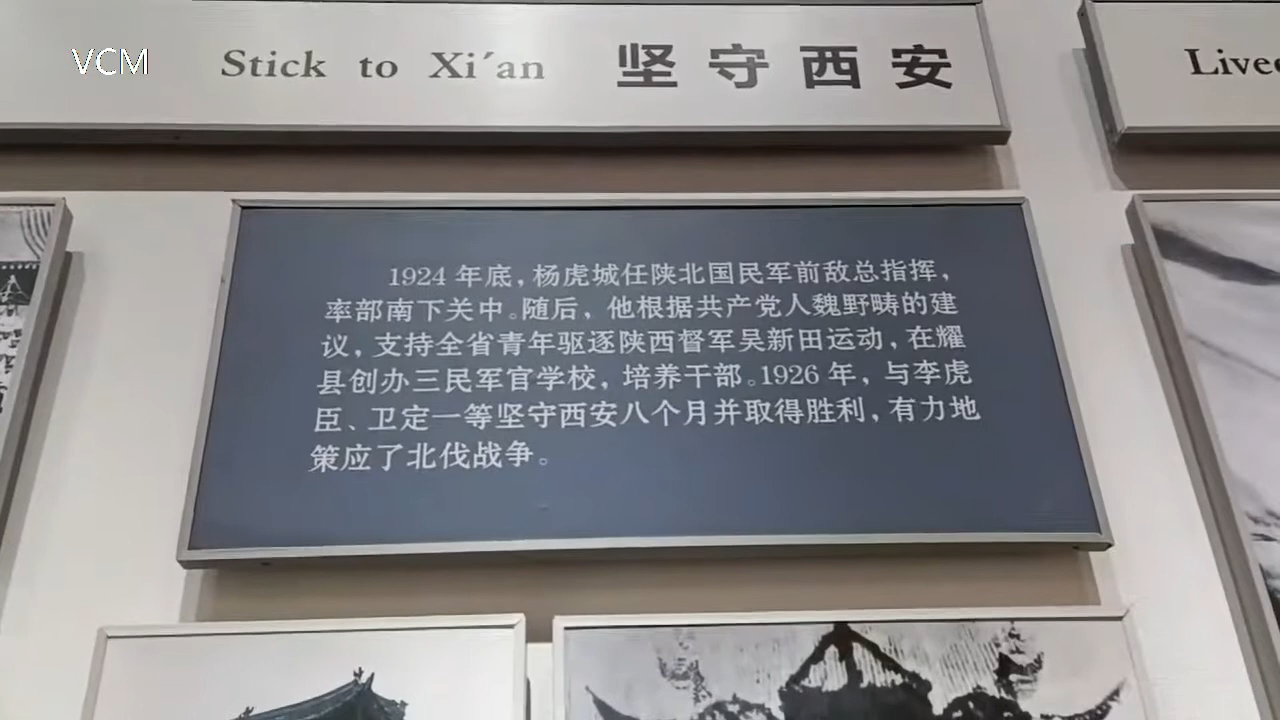 VCM
Stick to Xi´an 坚守西安
Live
1924 年底，杨虎城任陕北国民军前敌总指挥，
率部南下关中。随后，他根据共产党人魏野畴的建
议，支持全省青年驱逐陕西督军吴新田运动，在耀
县创办三民军官学校，培养干部。1926 年，与李虎
臣、卫定一等坚守西安八个月并取得胜利，有力地
策应了北伐战争。